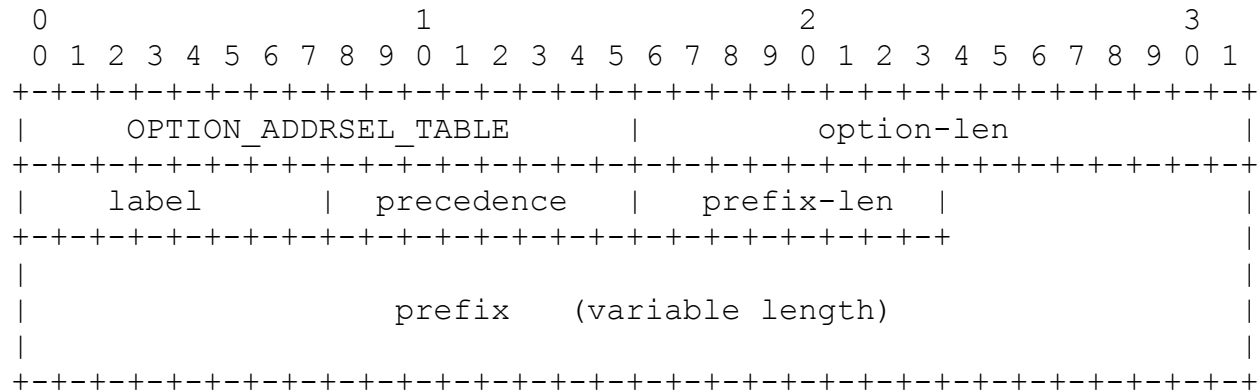 0                   1                   2                   3
 0 1 2 3 4 5 6 7 8 9 0 1 2 3 4 5 6 7 8 9 0 1 2 3 4 5 6 7 8 9 0 1
+-+-+-+-+-+-+-+-+-+-+-+-+-+-+-+-+-+-+-+-+-+-+-+-+-+-+-+-+-+-+-+-+
|     OPTION_ADDRSEL_TABLE      |         option-len            |
+-+-+-+-+-+-+-+-+-+-+-+-+-+-+-+-+-+-+-+-+-+-+-+-+-+-+-+-+-+-+-+-+
|    label      |  precedence   |   prefix-len  |               |
+-+-+-+-+-+-+-+-+-+-+-+-+-+-+-+-+-+-+-+-+-+-+-+-+               |
|                                                               |
|                   prefix   (variable length)                  |
|                                                               |
+-+-+-+-+-+-+-+-+-+-+-+-+-+-+-+-+-+-+-+-+-+-+-+-+-+-+-+-+-+-+-+-+